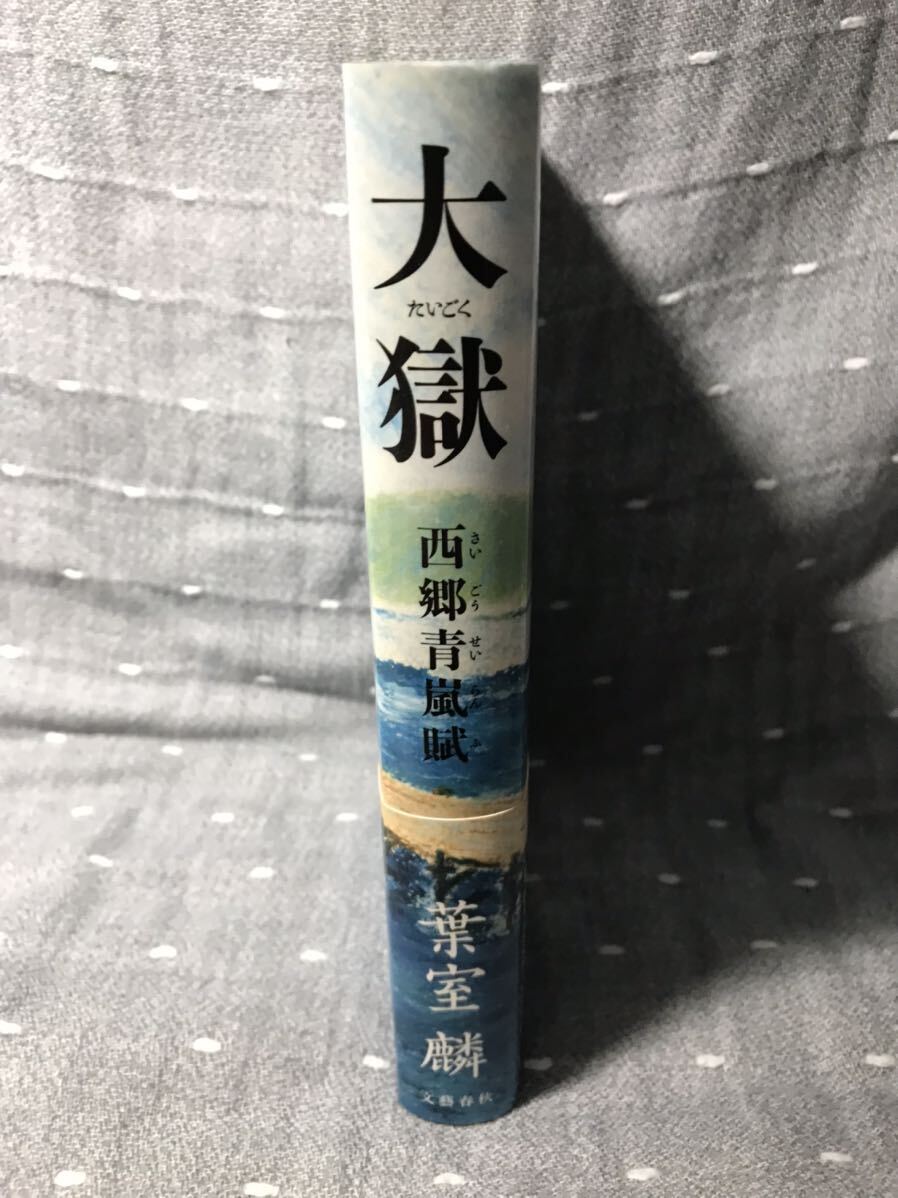 大獄
たいごく
西郷青嵐賦
さいごうせいらんふ
葉室麟
文藝春秋